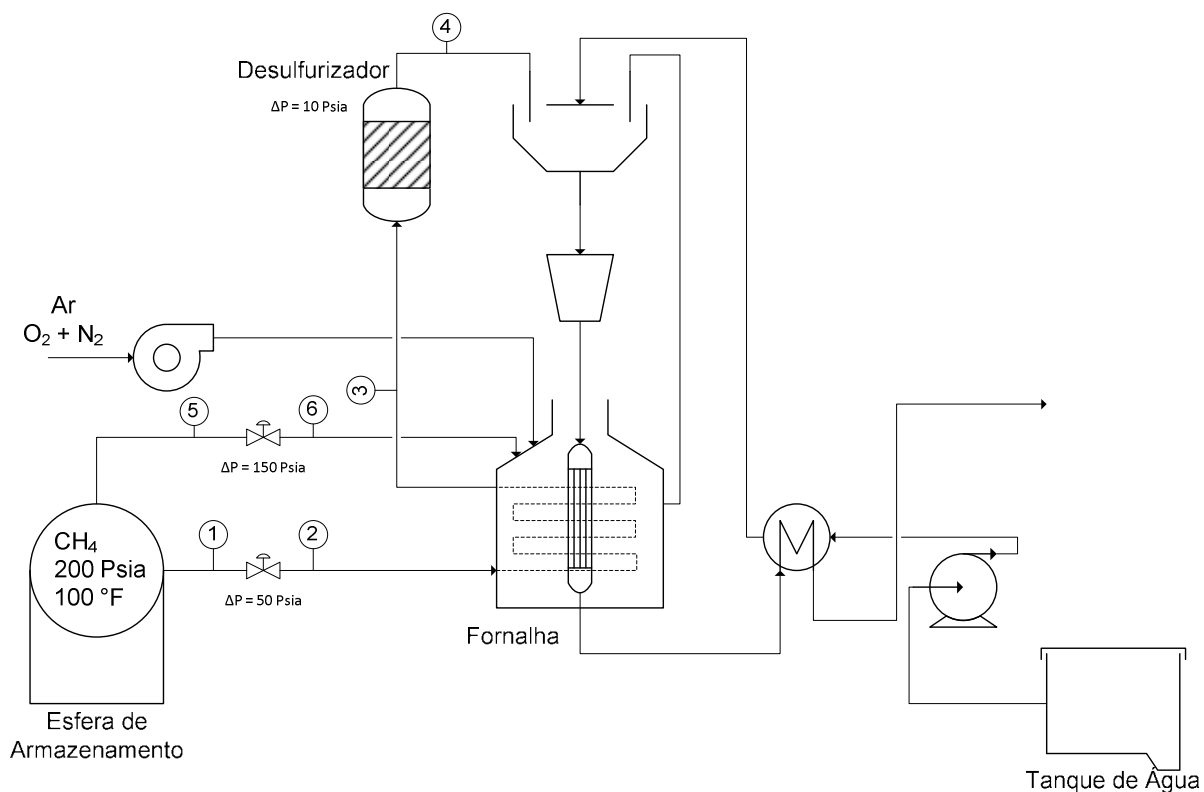 4
Desulfurizador
ΔP = 10 Psia
Ar
O₂ + N₂
3
5
6
ΔP = 150 Psia
CH₄
200 Psia
100 °F
1
2
ΔP = 50 Psia
Fornalha
Esfera de
Armazenamento
Tanque de Água